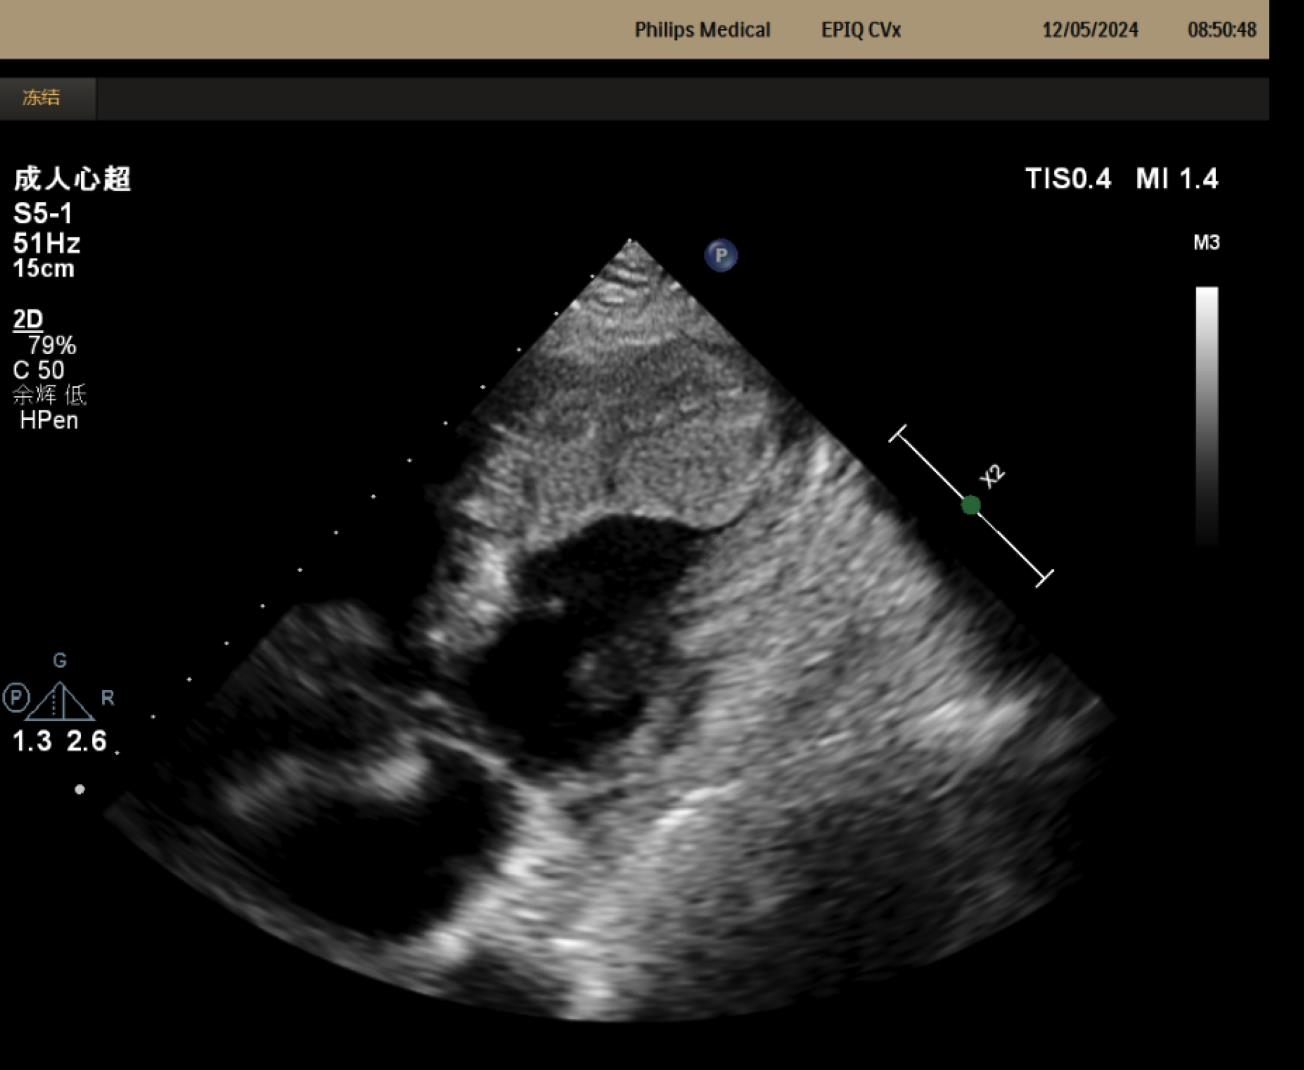 Philips Medical EPIQ CVx 12/05/2024 08:50:48
冻结
TIS0.4 MI 1.4
M3
X2
P
成人心超
S5-1
51Hz
15cm
2D
79%
C 50
余辉 低
HPen
G
P R
1.3 2.6